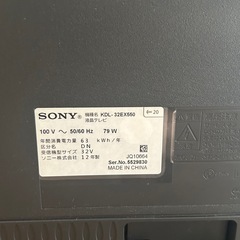 SONY 機種名 KDL-32EX550
液晶テレビ
20
100 V ～ 50/60 Hz 79 W
年間消費電力量 63 kWh/年
区分名 DN
受信機型サイズ 32V
ソニー株式会社 12年製
JQ10664
Ser.No.5529830
MADE IN CHINA